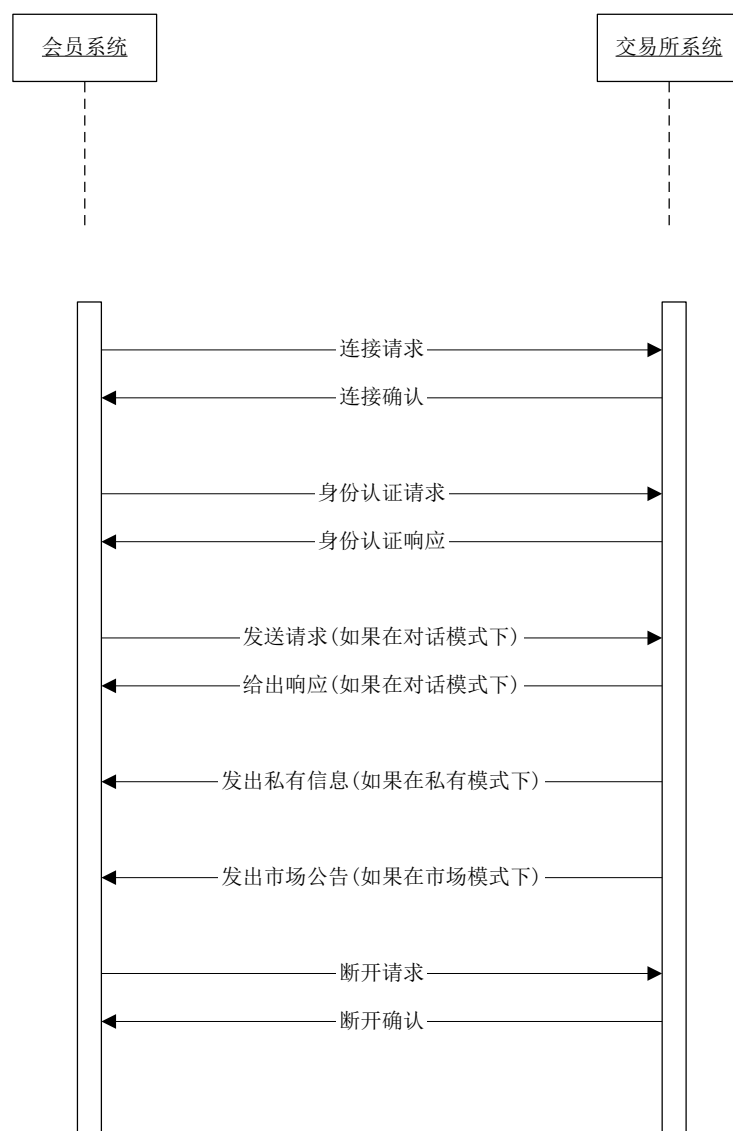 会员系统
交易所系统
连接请求
连接确认
身份认证请求
身份认证响应
发送请求(如果在对话模式下)
给出响应(如果在对话模式下)
发出私有信息(如果在私有模式下)
发出市场公告(如果在市场模式下)
断开请求
断开确认